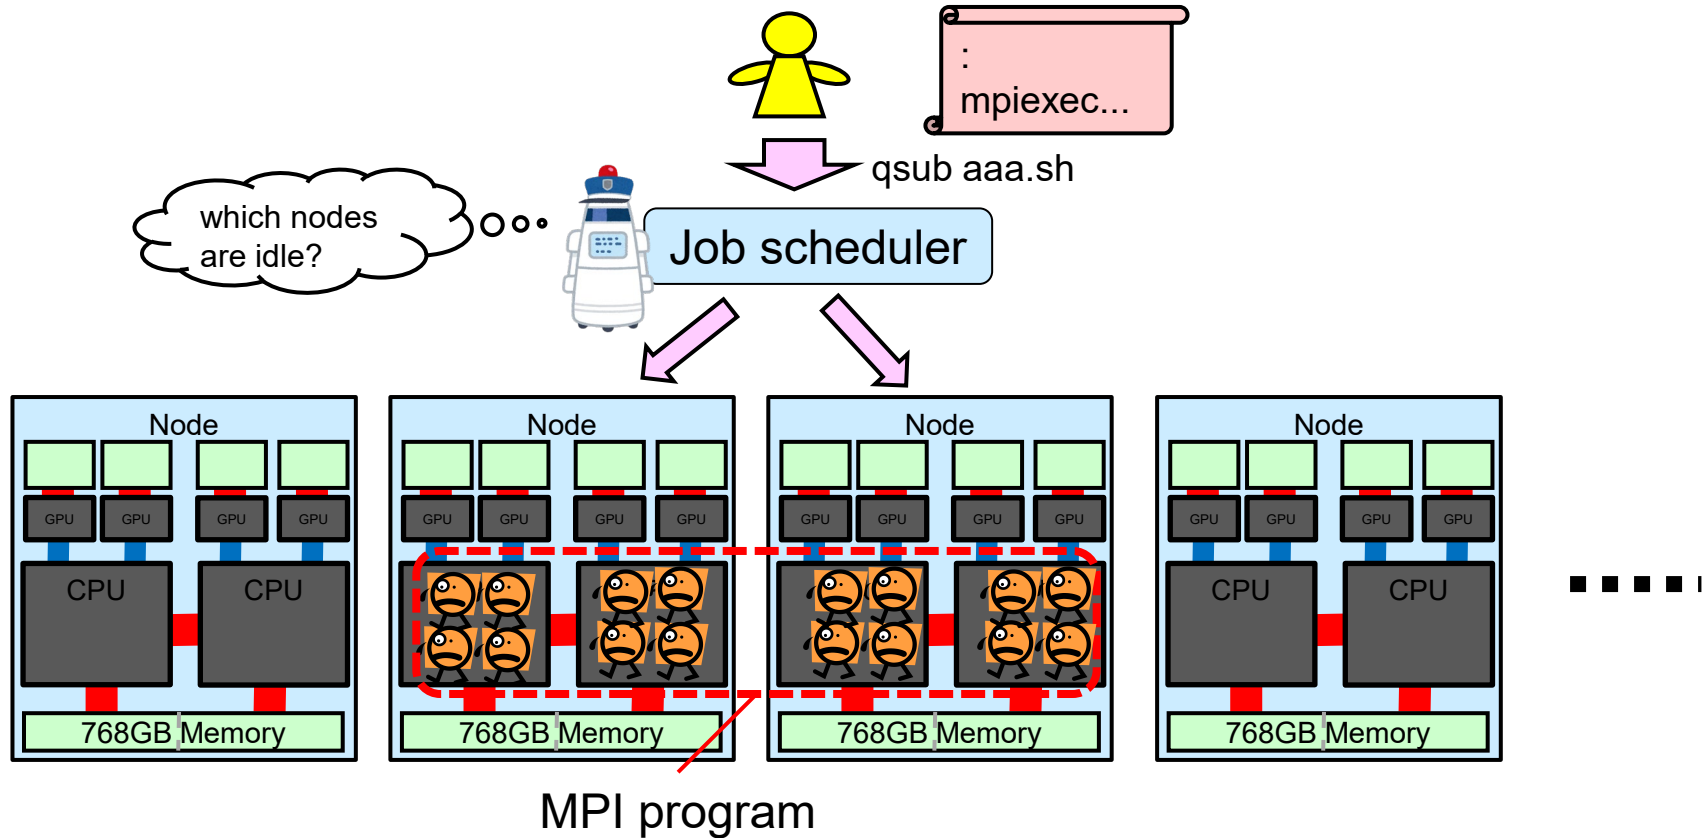 :
mpiexec...
qsub aaa.sh
which nodes
are idle?
Job scheduler
Node
GPU GPU GPU GPU
CPU CPU
768GB Memory
Node
GPU GPU GPU GPU
768GB Memory
Node
GPU GPU GPU GPU
768GB Memory
Node
GPU GPU GPU GPU
CPU CPU
768GB Memory
MPI program